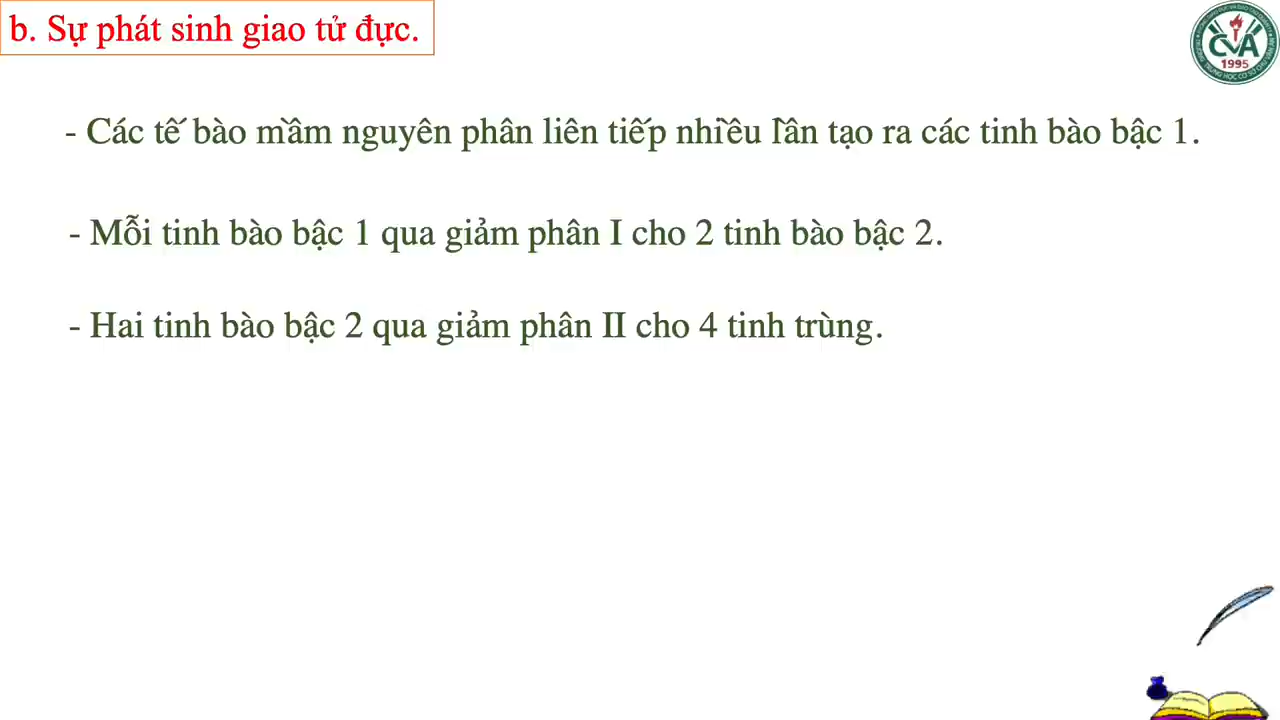 b. Sự phát sinh giao tử đực.
CVA
1995
- Các tế bào mầm nguyên phân liên tiếp nhiều lần tạo ra các tinh bào bậc 1.
- Mỗi tinh bào bậc 1 qua giảm phân I cho 2 tinh bào bậc 2.
- Hai tinh bào bậc 2 qua giảm phân II cho 4 tinh trùng.